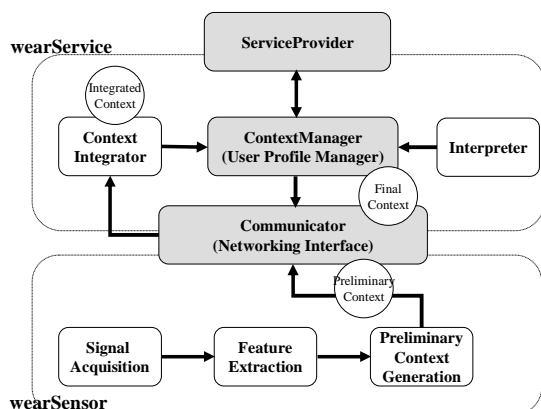 wearService
ServiceProvider
Integrated
Context
Context
Integrator
ContextManager
(User Profile Manager)
Interpreter
Final
Context
Communicator
(Networking Interface)
Preliminary
Context
Signal
Acquisition
Feature
Extraction
Preliminary
Context
Generation
wearSensor